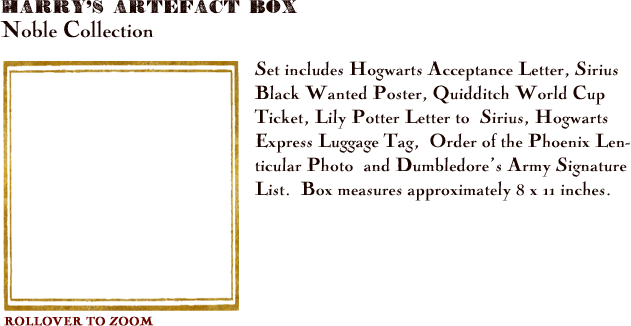 HARRY'S ARTEFACT BOX
Noble Collection
Set includes Hogwarts Acceptance Letter, Sirius
Black Wanted Poster, Quidditch World Cup
Ticket, Lily Potter Letter to Sirius, Hogwarts
Express Luggage Tag, Order of the Phoenix Len-
ticular Photo and Dumbledore's Army Signature
List. Box measures approximately 8 x 11 inches.
ROLLOVER TO ZOOM